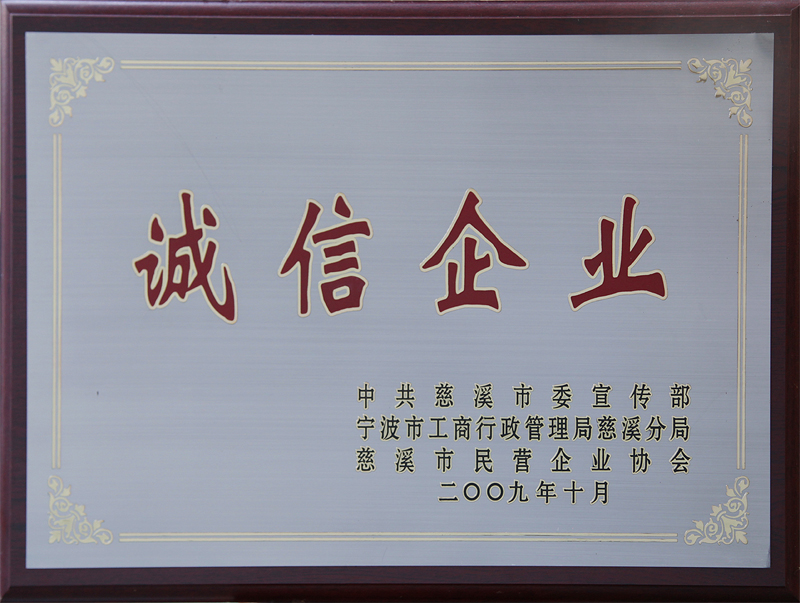 诚信企业
中共慈溪市委宣传部
宁波市工商行政管理局慈溪分局
慈溪市民营企业协会
二〇〇九年十月